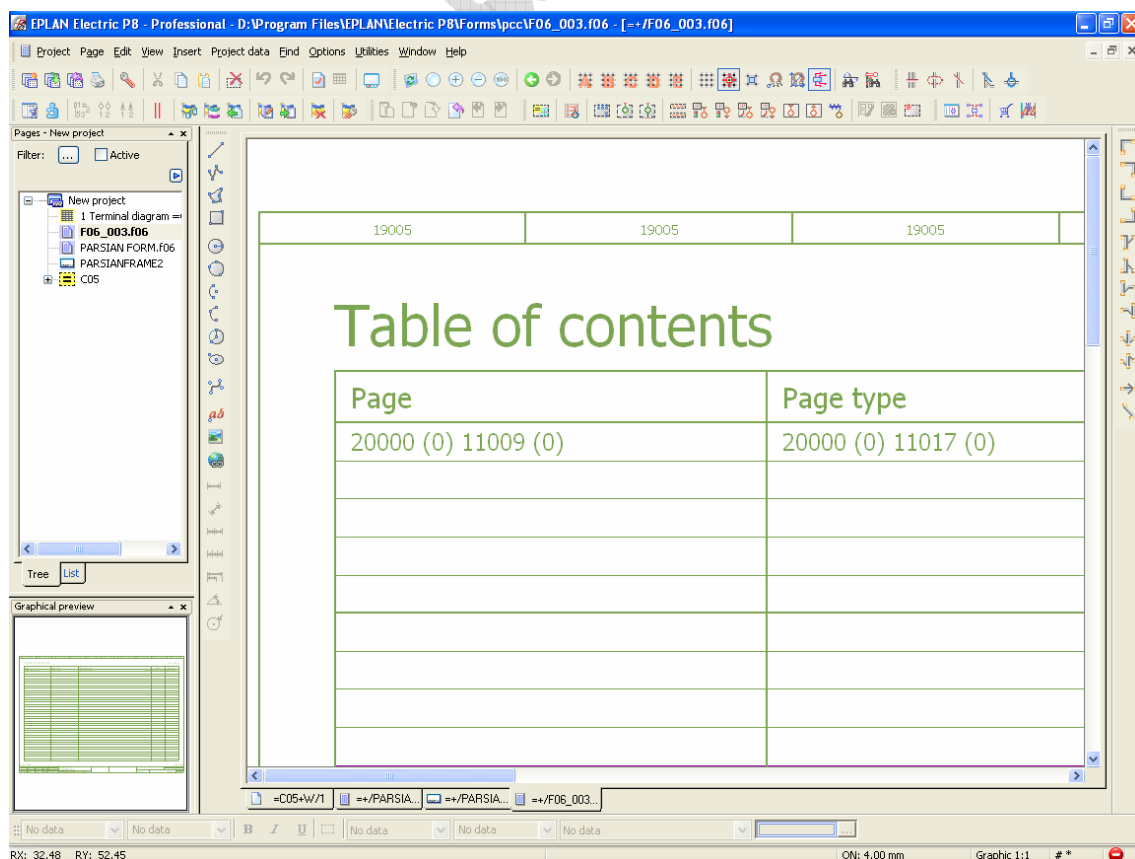 EPLAN Electric P8 - Professional - D:\Program Files\EPLAN\Electric P8\Forms\pcc\F06_003.f06 - [=+/F06_003.f06]
Project Page Edit View Insert Project data Find Options Utilities Window Help
Pages - New project
Filter: ... Active
New project
1 Terminal diagram =
F06_003.f06
PARSIAN FORM.f06
PARSIANFRAME2
C05
Tree List
Graphical preview
19005 19005 19005
Table of contents
Page Page type
20000 (0) 11009 (0) 20000 (0) 11017 (0)
=C05+W/1 =+/PARSIA... =+/PARSIA... =+/F06_003...
No data No data B I U No data No data No data ...
RX: 32.48 RY: 52.45 ON: 4.00 mm Graphic 1:1 # *